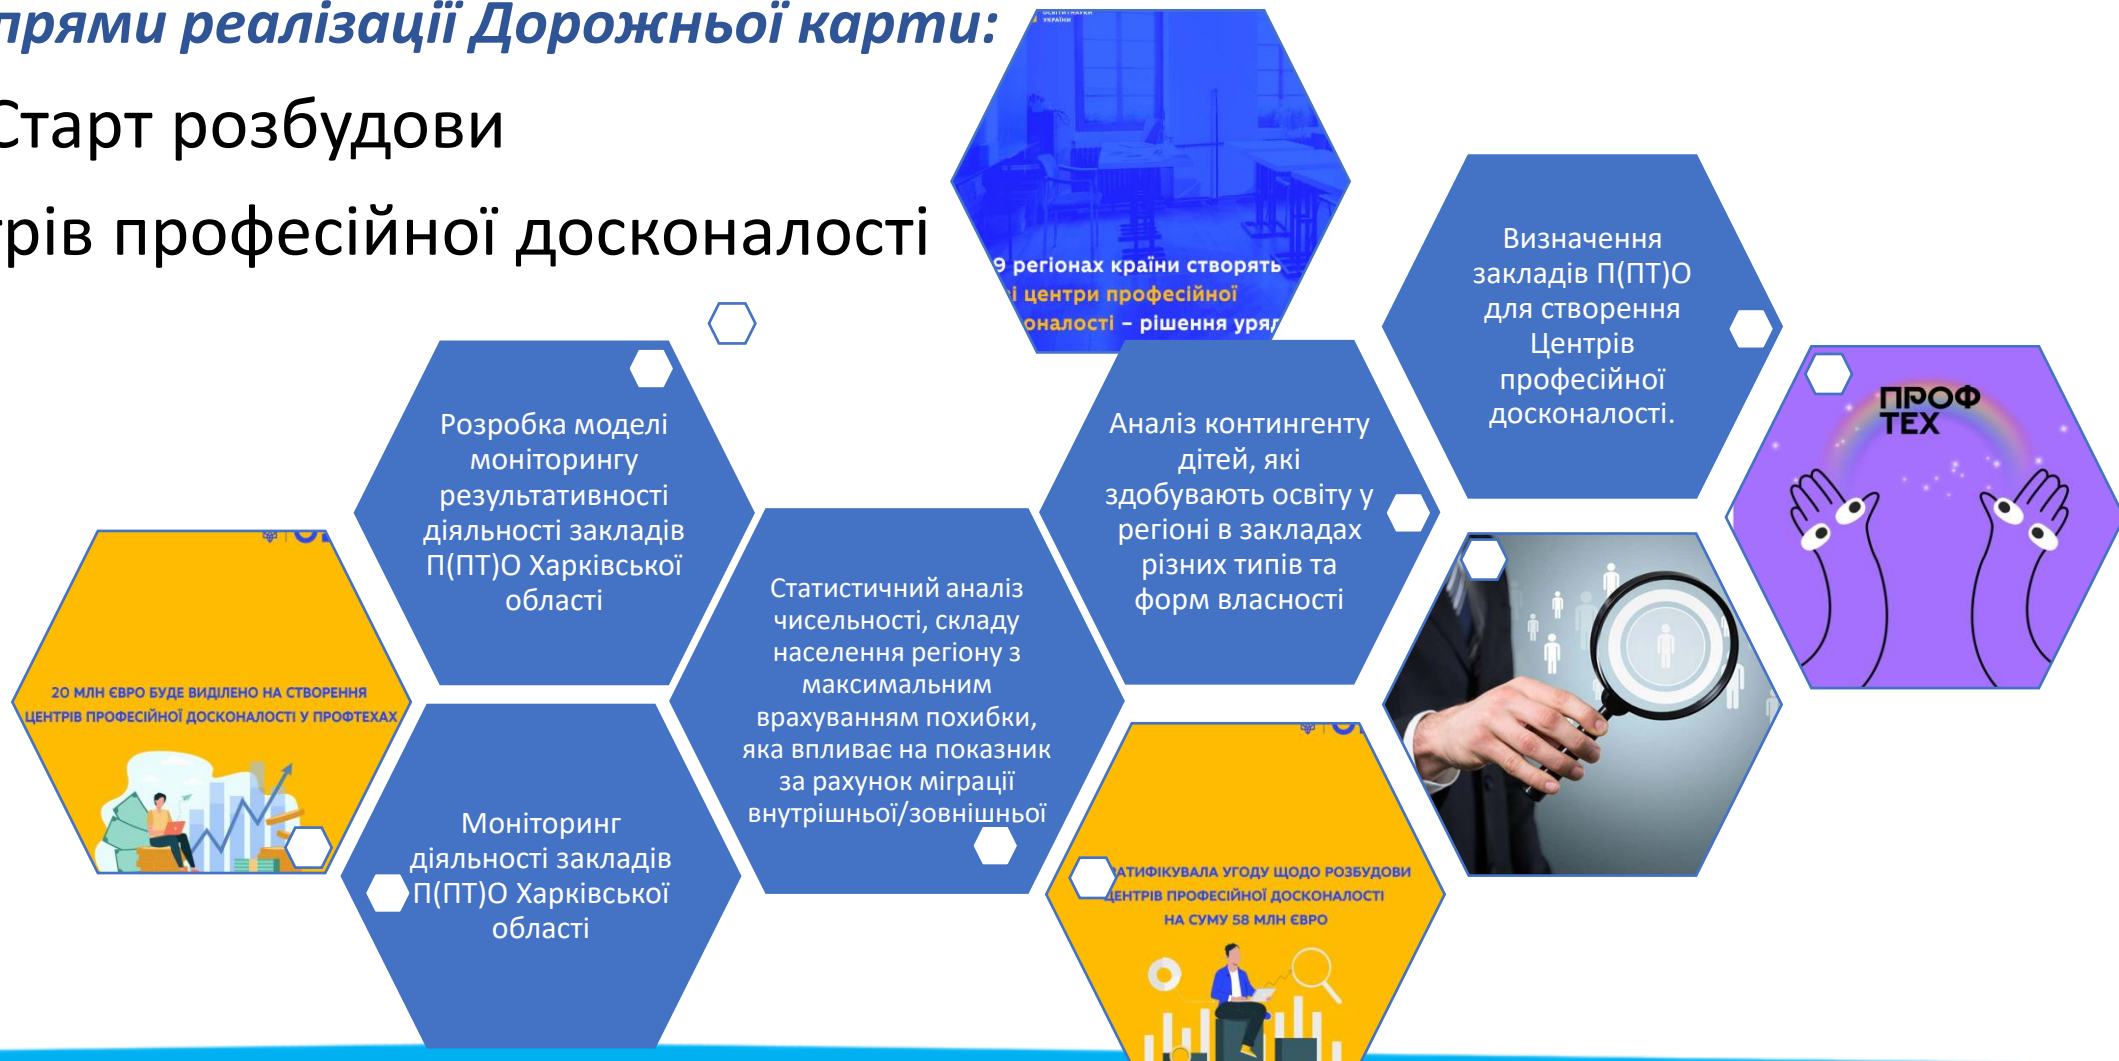 прями реалізації Дорожньої карти:
Старт розбудови
трів професійної досконалості
УКРАЇНИ
9 регіонах країни створять
центри професійної
оналості – рішення уряд
Визначення
закладів П(ПТ)О
для створення
Центрів
професійної
досконалості.
ПРОФ
ТЕХ
Розробка моделі
моніторингу
результативності
діяльності закладів
П(ПТ)О Харківської
області
Аналіз контингенту
дітей, які
здобувають освіту у
регіоні в закладах
різних типів та
форм власності
Статистичний аналіз
чисельності, складу
населення регіону з
максимальним
врахуванням похибки,
яка впливає на показник
за рахунок міграції
внутрішньої/зовнішньої
20 МЛН ЄВРО БУДЕ ВИДІЛЕНО НА СТВОРЕННЯ
ЦЕНТРІВ ПРОФЕСІЙНОЇ ДОСКОНАЛОСТІ У ПРОФТЕХАХ
Моніторинг
діяльності закладів
П(ПТ)О Харківської
області
АТИФІКУВАЛА УГОДУ ЩОДО РОЗБУДОВИ
ЦЕНТРІВ ПРОФЕСІЙНОЇ ДОСКОНАЛОСТІ
НА СУМУ 58 МЛН ЄВРО